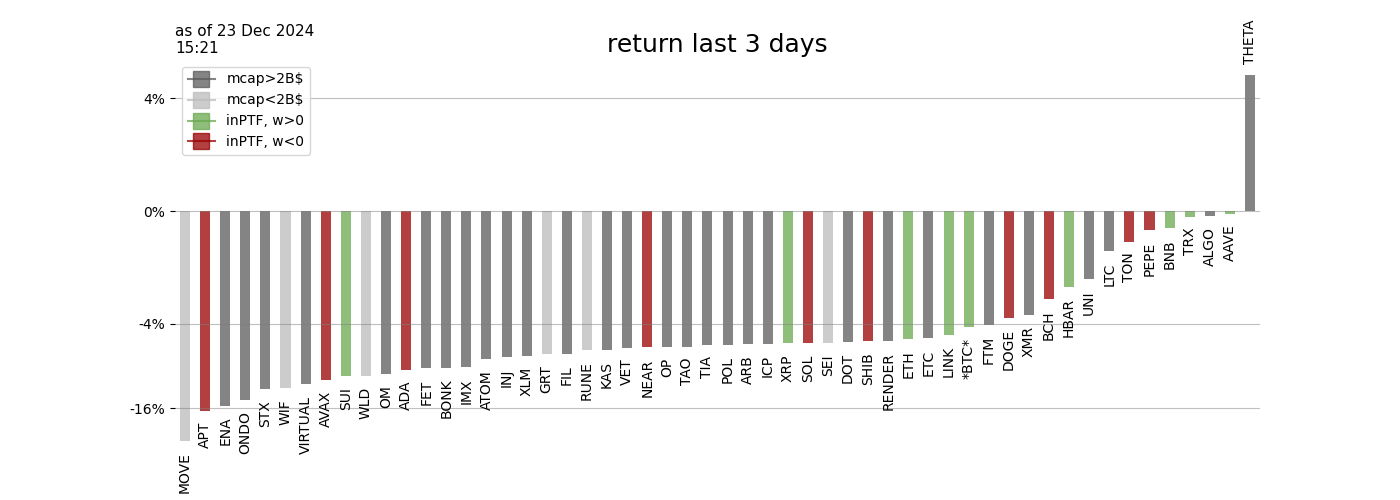 as of 23 Dec 2024
15:21
return last 3 days
mcap>2B$
mcap<2B$
inPTF, w>0
inPTF, w<0
4%
0%
-4%
-16%
MOVE
APT
ENA
ONDO
STX
WIF
VIRTUAL
AVAX
SUI
WLD
OM
ADA
FET
BONK
IMX
ATOM
INJ
XLM
GRT
FIL
RUNE
KAS
VET
NEAR
OP
TAO
TIA
POL
ARB
ICP
XRP
SOL
SEI
DOT
SHIB
RENDER
ETH
ETC
LINK
*BTC*
FTM
DOGE
XMR
BCH
HBAR
UNI
LTC
TON
PEPE
BNB
TRX
ALGO
AAVE
THETA